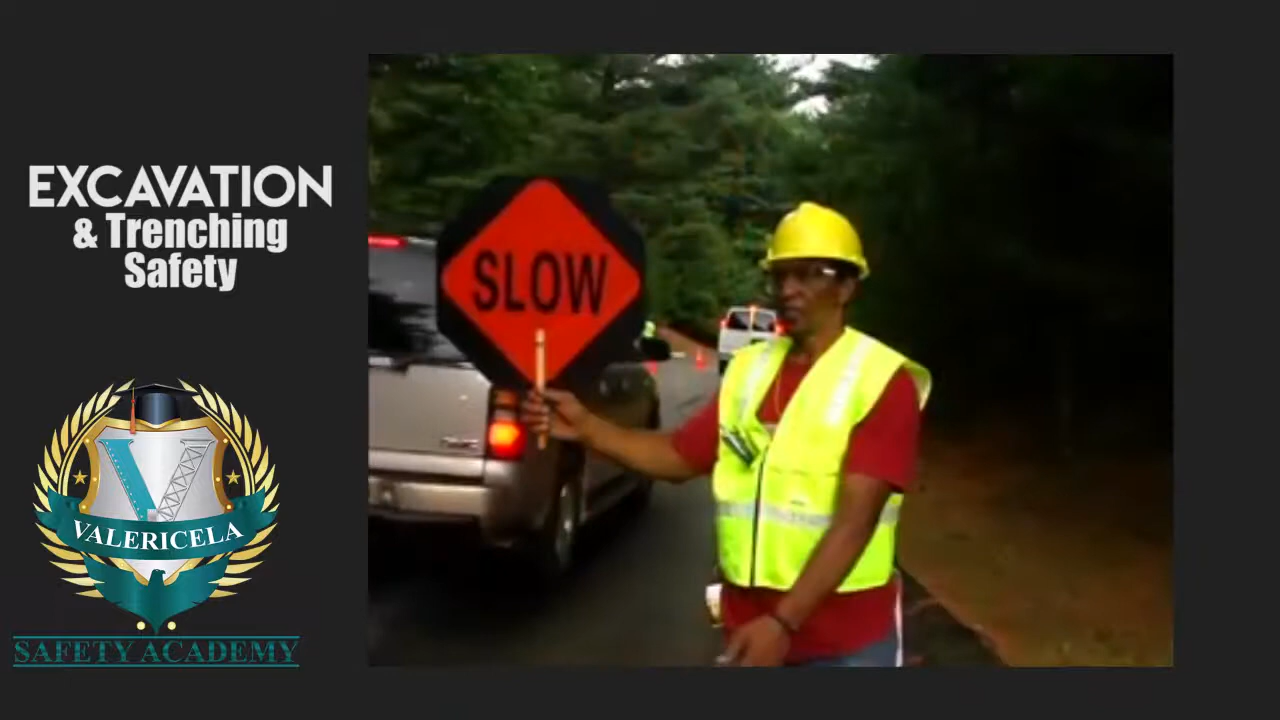 EXCAVATION
& Trenching
Safety
VALERICELA
SAFETY ACADEMY
SLOW